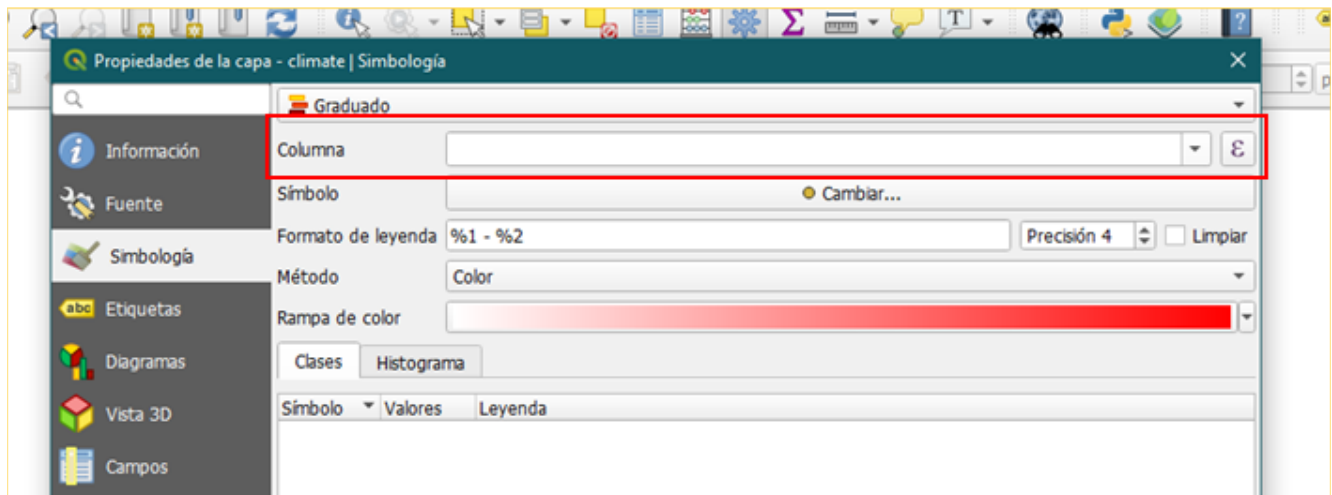 Propiedades de la capa - climate | Simbología
Graduado
Información
Columna
ε
Fuente
Símbolo
Cambiar...
Formato de leyenda
%1 - %2
Precisión 4
Limpiar
Simbología
Método
Color
abc
Etiquetas
Rampa de color
Diagramas
Clases
Histograma
Vista 3D
Símbolo
Valores
Leyenda
Campos